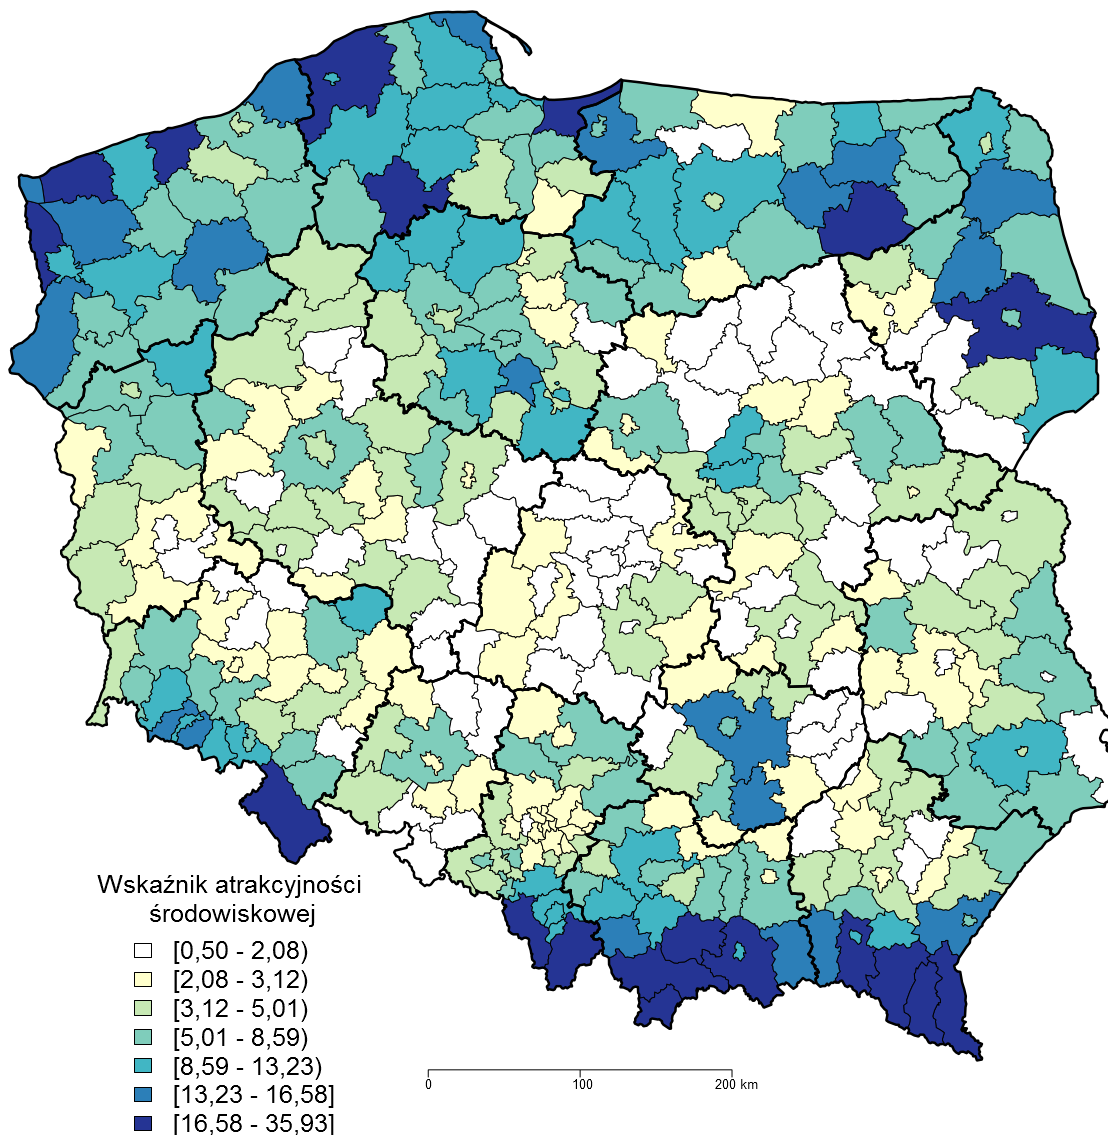 Wskaźnik atrakcyjności
środowiskowej
[0,50 - 2,08)
[2,08 - 3,12)
[3,12 - 5,01)
[5,01 - 8,59)
[8,59 - 13,23)
[13,23 - 16,58]
[16,58 - 35,93]
0 100 200 km